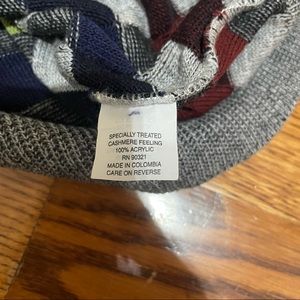 SPECIALLY TREATED
CASHMERE FEELING
100% ACRYLIC
RN 90321
MADE IN COLOMBIA
CARE ON REVERSE